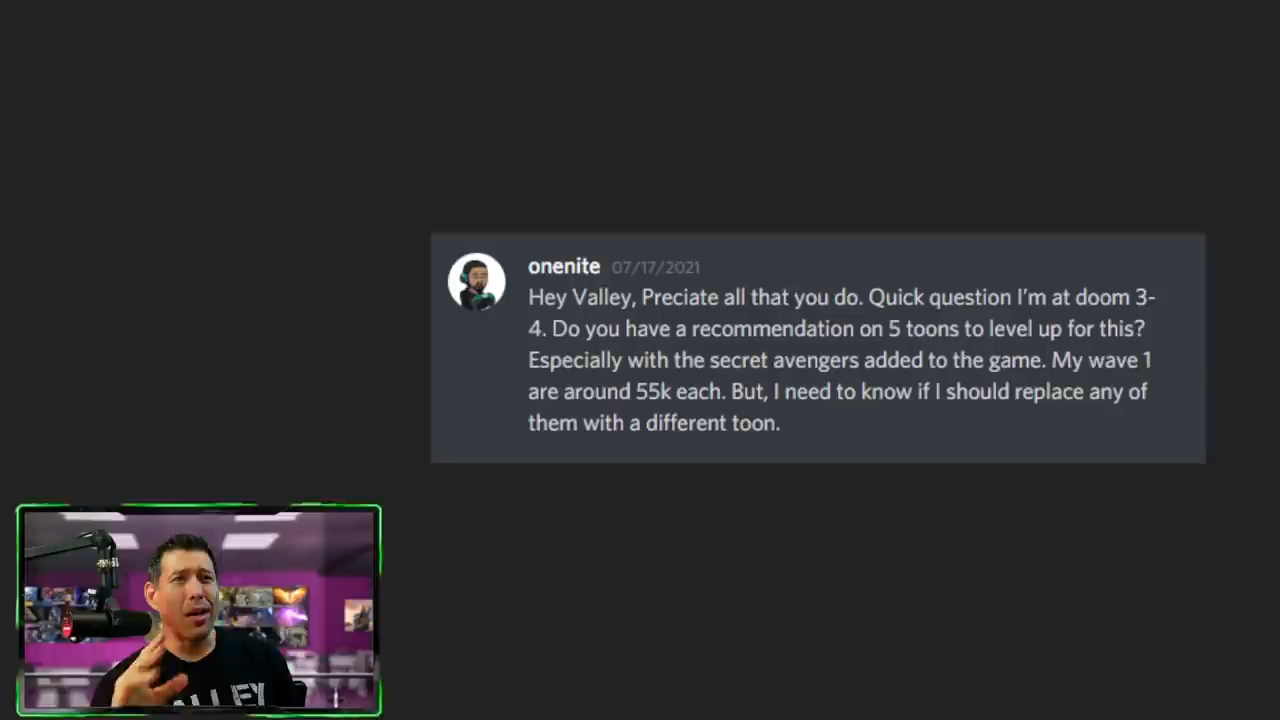 onenite 07/17/2021
Hey Valley, Preciate all that you do. Quick question I'm at doom 3-
4. Do you have a recommendation on 5 toons to level up for this?
Especially with the secret avengers added to the game. My wave 1
are around 55k each. But, I need to know if I should replace any of
them with a different toon.
ALLEY